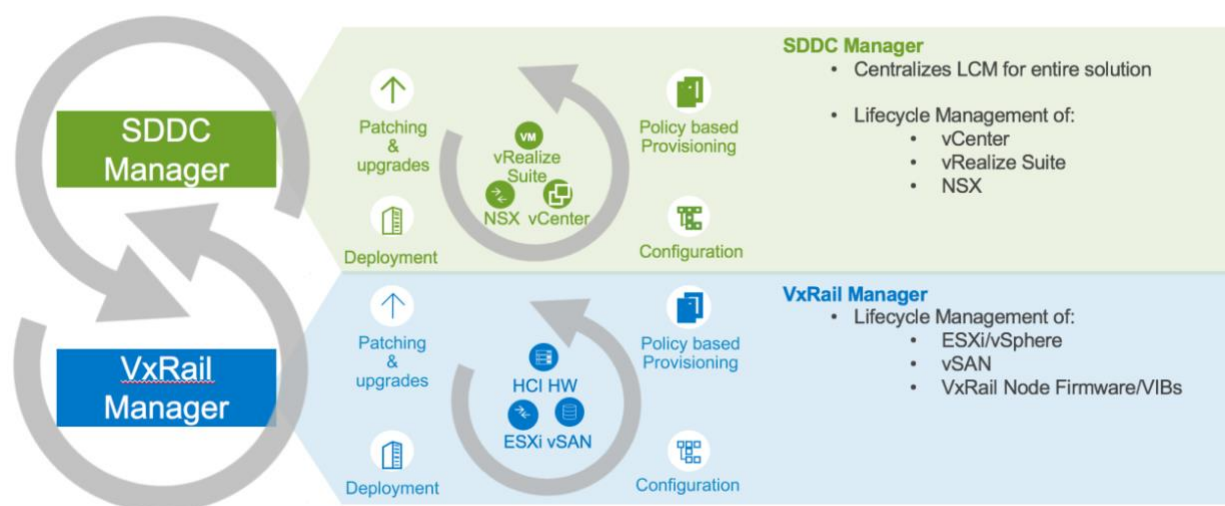 SDDC
Manager
Patching
&
upgrades
Deployment
VM
vRealize
Suite
NSX vCenter
Policy based
Provisioning
Configuration
SDDC Manager
• Centralizes LCM for entire solution
• Lifecycle Management of:
• vCenter
• vRealize Suite
• NSX
VxRail
Manager
Patching
&
upgrades
Deployment
HCI HW
ESXi vSAN
Policy based
Provisioning
Configuration
VxRail Manager
• Lifecycle Management of:
• ESXi/vSphere
• vSAN
• VxRail Node Firmware/VIBs